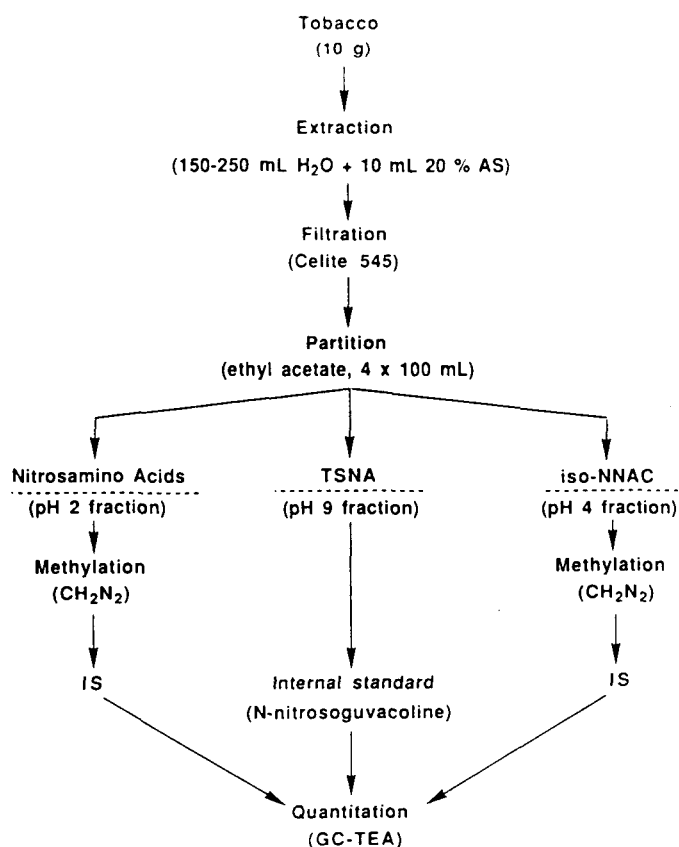 Tobacco
(10 g)
Extraction
(150-250 mL H₂O + 10 mL 20 % AS)
Filtration
(Celite 545)
Partition
(ethyl acetate, 4 x 100 mL)
Nitrosamino Acids
(pH 2 fraction)
TSNA
(pH 9 fraction)
iso-NNAC
(pH 4 fraction)
Methylation
(CH₂N₂)
Methylation
(CH₂N₂)
IS
Internal standard
(N-nitrosoguvacoline)
IS
Quantitation
(GC-TEA)